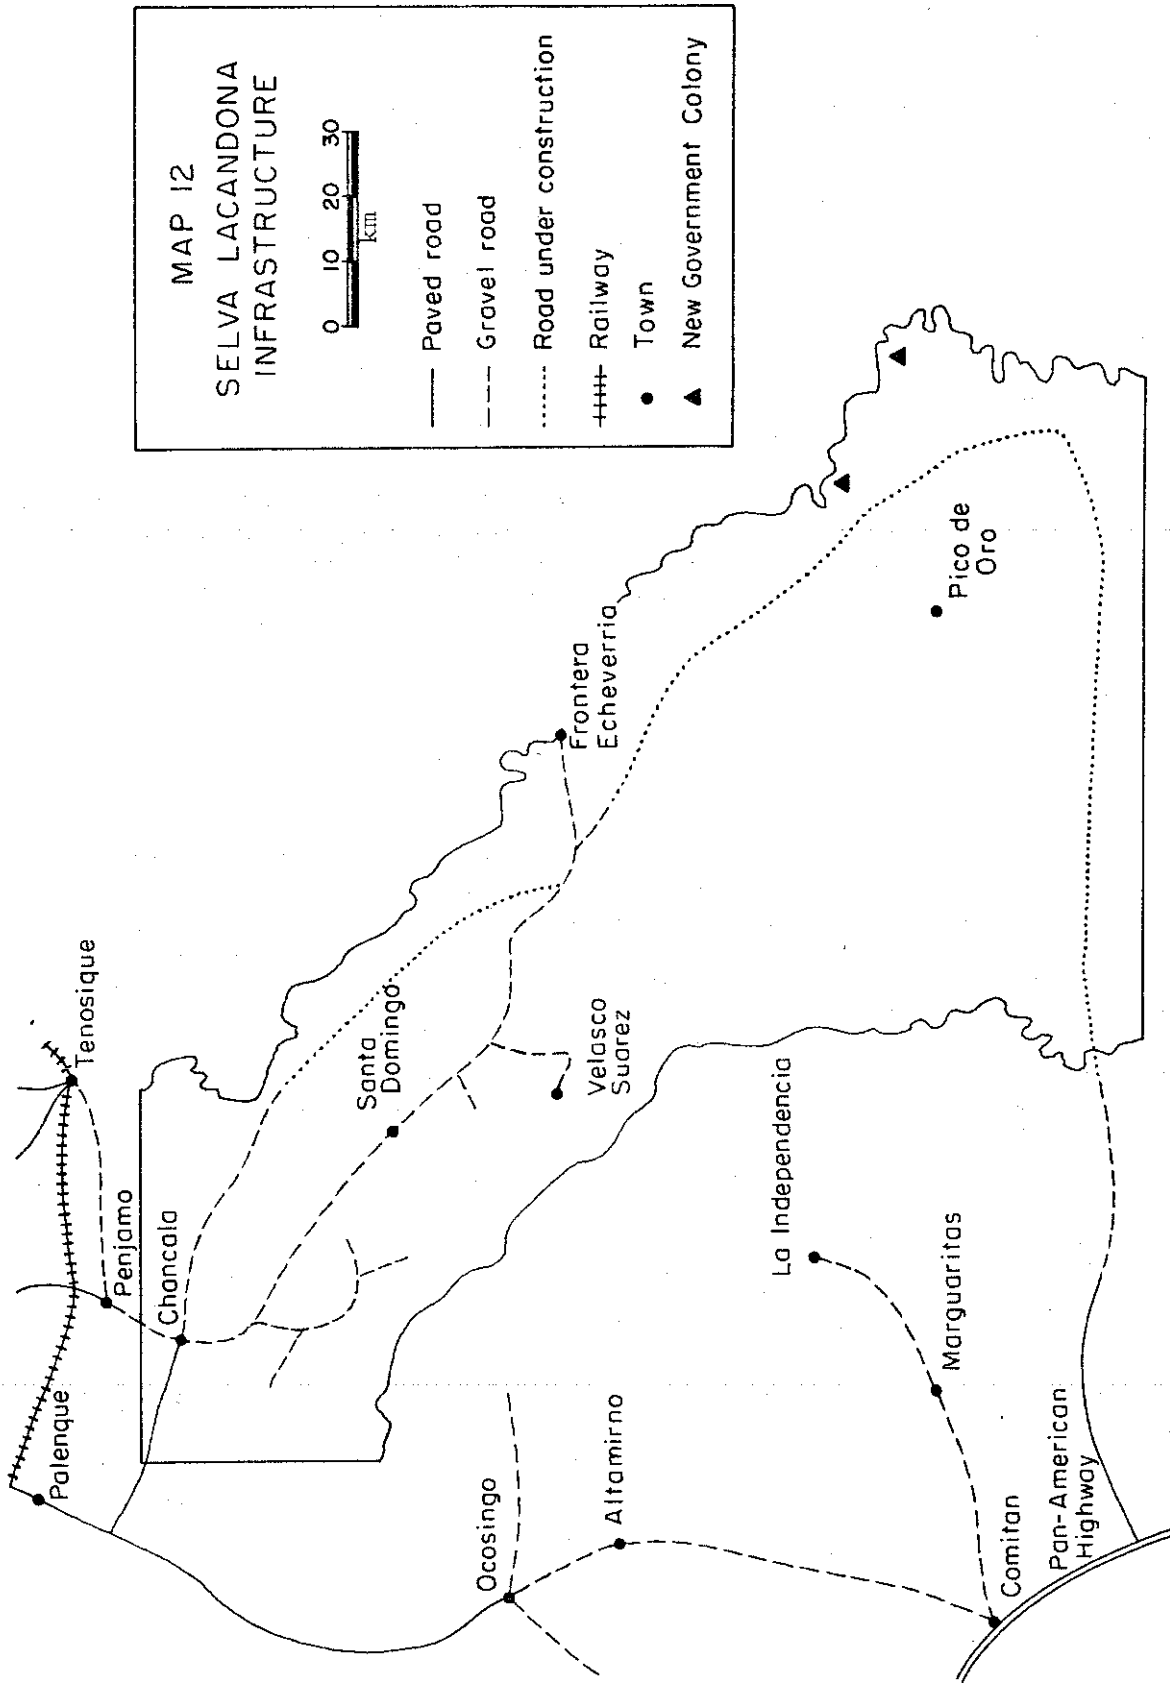 MAP 12
SELVA LACANDONA
INFRASTRUCTURE
0 10 20 30
km
Paved road
Gravel road
Road under construction
Railway
Town
New Government Colony
Tenosique
Palenque
Penjamo
Chancala
Santa
Domingo
Frontera
Echeverria
Velasco
Suarez
Pico de
Oro
Ocosingo
Altamirno
La Independencia
Marguaritas
Comitan
Pan-American
Highway